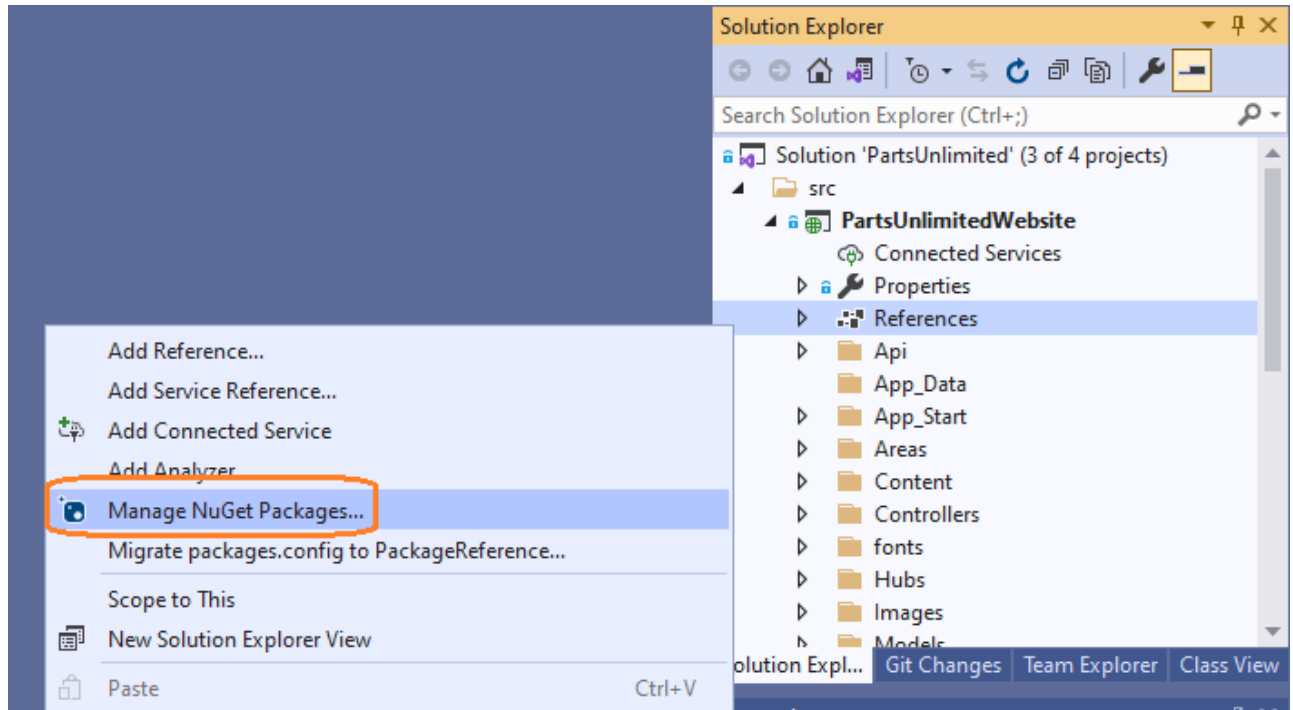 Solution Explorer
Search Solution Explorer (Ctrl+;)
Solution 'PartsUnlimited' (3 of 4 projects)
src
PartsUnlimitedWebsite
Connected Services
Properties
References
Api
App_Data
App_Start
Areas
Content
Controllers
fonts
Hubs
Images
Models
olution Expl... Git Changes Team Explorer Class View
Add Reference...
Add Service Reference...
Add Connected Service
Add Analyzer
Manage NuGet Packages...
Migrate packages.config to PackageReference...
Scope to This
New Solution Explorer View
Paste Ctrl+V